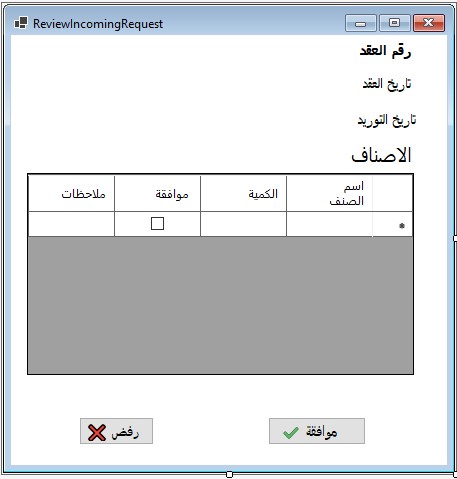 ReviewIncomingRequest
رقم العقد
تاريخ العقد
تاريخ التوريد
الاصناف
اسم الصنف الكمية موافقة ملاحظات
موافقة رفض